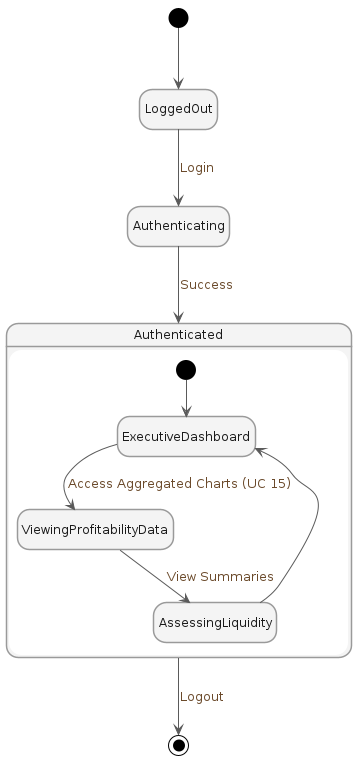 LoggedOut
Login
Authenticating
Success
Authenticated
ExecutiveDashboard
Access Aggregated Charts (UC 15)
ViewingProfitabilityData
View Summaries
AssessingLiquidity
Logout